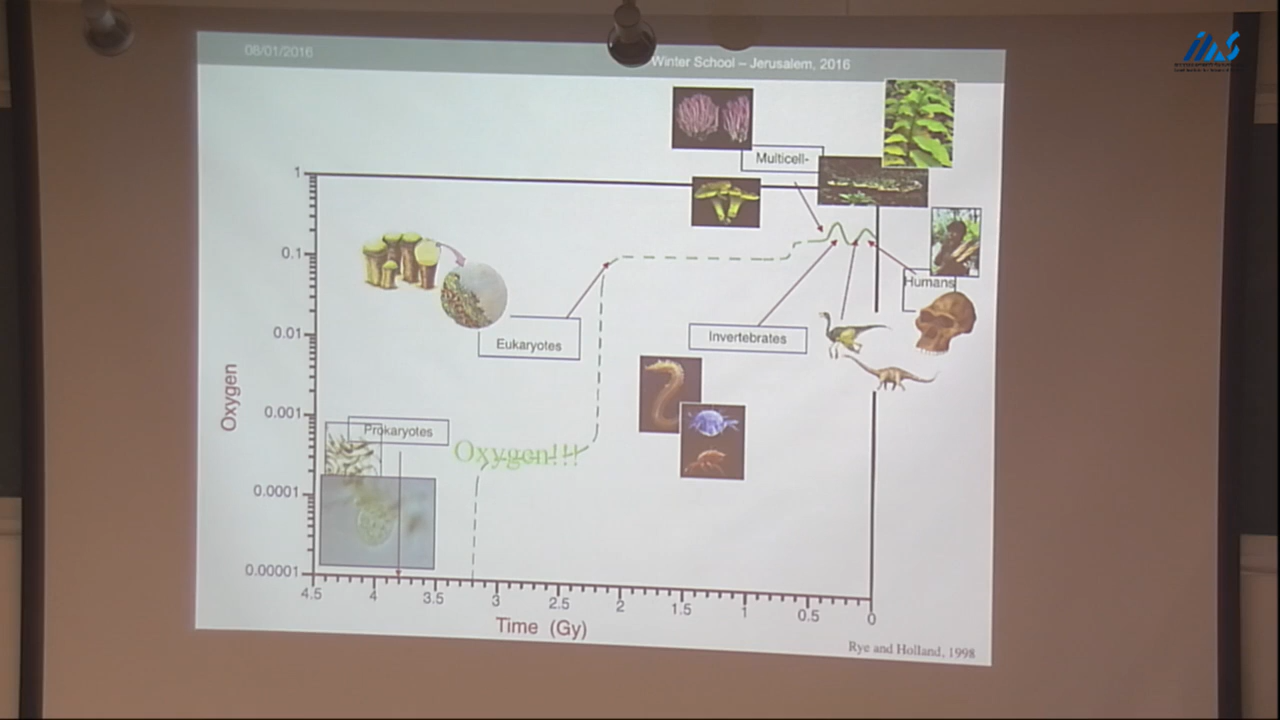 08/01/2016
Winter School – Jerusalem, 2016
Multicell-
1
0.1
0.01
0.001
0.0001
0.00001
Oxygen
Eukaryotes
Invertebrates
Humans
Prokaryotes
Oxygen!!!
4.5 4 3.5 3 2.5 2 1.5 1 0.5 0
Time (Gy)
Rye and Holland, 1998